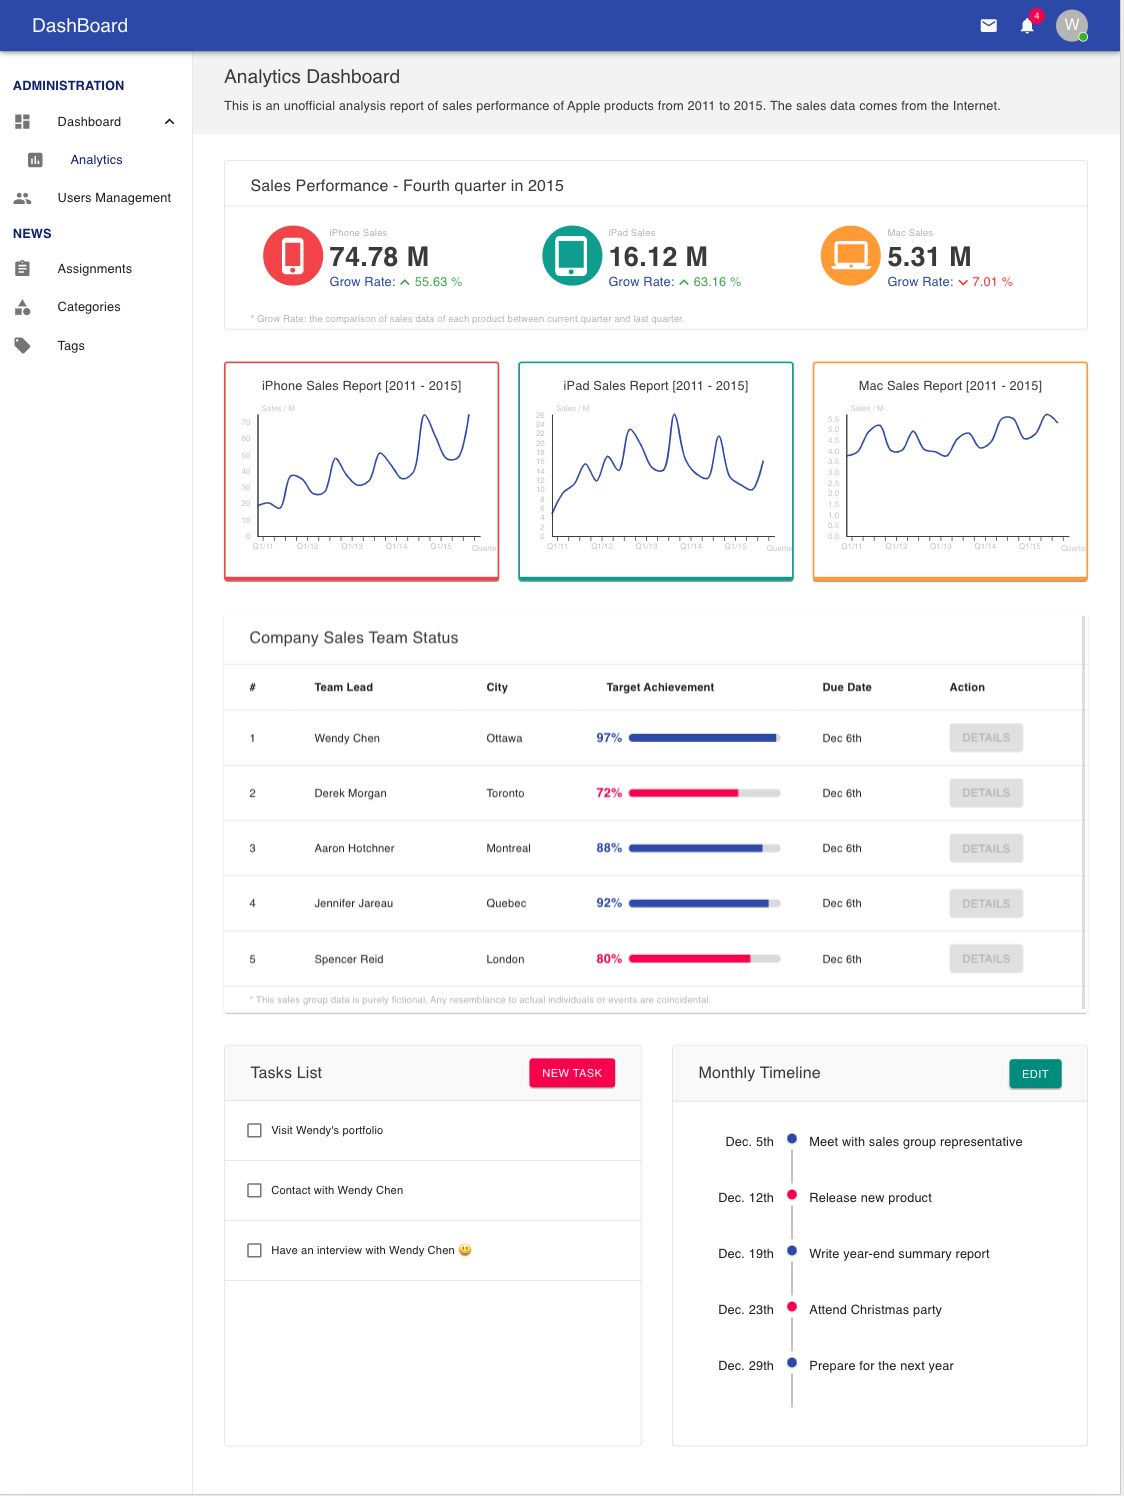 DashBoard
4
W
ADMINISTRATION
Dashboard
Analytics
Users Management
NEWS
Assignments
Categories
Tags
Analytics Dashboard
This is an unofficial analysis report of sales performance of Apple products from 2011 to 2015. The sales data comes from the Internet.
Sales Performance - Fourth quarter in 2015
iPhone Sales
74.78 M
Grow Rate: 55.63 %
iPad Sales
16.12 M
Grow Rate: 63.16 %
Mac Sales
5.31 M
Grow Rate: 7.01 %
* Grow Rate: the comparison of sales data of each product between current quarter and last quarter.
iPhone Sales Report [2011 - 2015]
Sales / M
70
60
50
40
30
20
10
0
Q1/11 Q1/12 Q1/13 Q1/14 Q1/15 Quarte
iPad Sales Report [2011 - 2015]
Sales / M
26
24
22
20
18
16
14
12
10
8
6
4
2
0
Q1/11 Q1/12 Q1/13 Q1/14 Q1/15 Quarte
Mac Sales Report [2011 - 2015]
Sales / M
5.5
5.0
4.5
4.0
3.5
3.0
2.5
2.0
1.5
1.0
0.5
0.0
Q1/11 Q1/12 Q1/13 Q1/14 Q1/15 Quarte
Company Sales Team Status
# Team Lead City Target Achievement Due Date Action
1 Wendy Chen Ottawa 97% Dec 6th DETAILS
2 Derek Morgan Toronto 72% Dec 6th DETAILS
3 Aaron Hotchner Montreal 88% Dec 6th DETAILS
4 Jennifer Jareau Quebec 92% Dec 6th DETAILS
5 Spencer Reid London 80% Dec 6th DETAILS
* This sales group data is purely fictional. Any resemblance to actual individuals or events are coincidental.
Tasks List
NEW TASK
Visit Wendy's portfolio
Contact with Wendy Chen
Have an interview with Wendy Chen 😃
Monthly Timeline
EDIT
Dec. 5th Meet with sales group representative
Dec. 12th Release new product
Dec. 19th Write year-end summary report
Dec. 23th Attend Christmas party
Dec. 29th Prepare for the next year